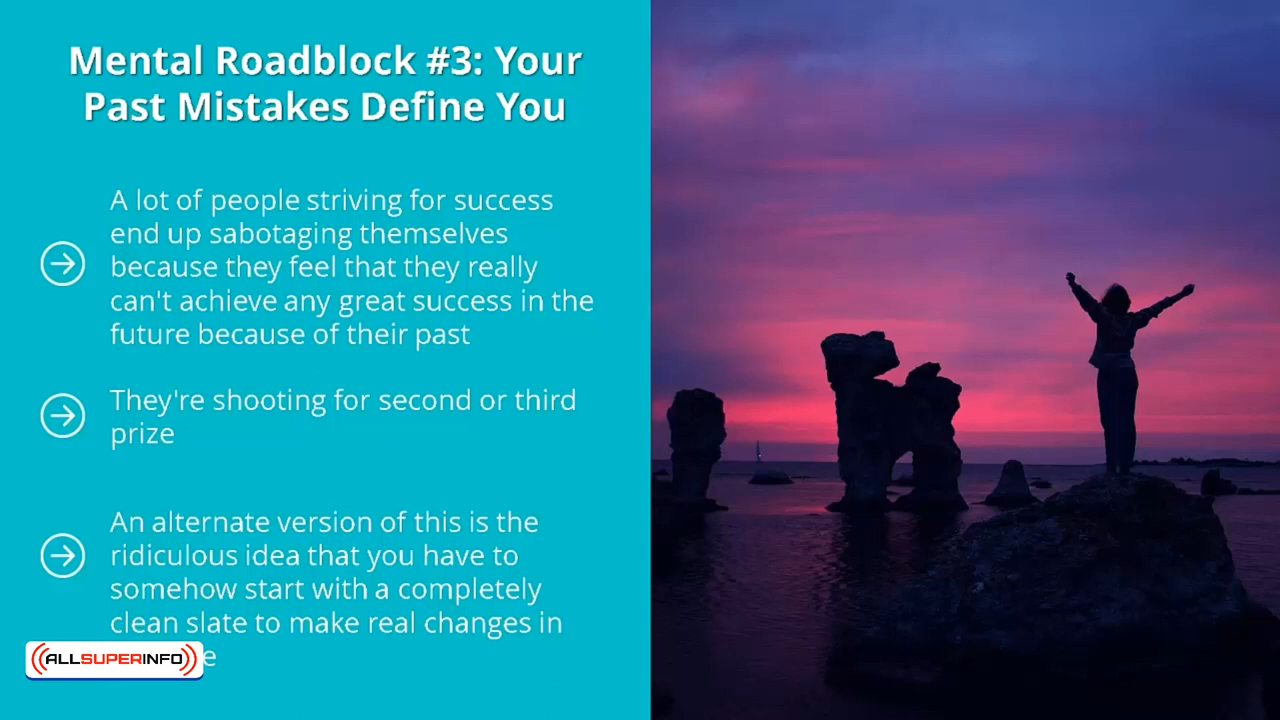 Mental Roadblock #3: Your
Past Mistakes Define You
A lot of people striving for success
end up sabotaging themselves
because they feel that they really
can't achieve any great success in the
future because of their past
They're shooting for second or third
prize
An alternate version of this is the
ridiculous idea that you have to
somehow start with a completely
clean slate to make real changes in
ALLSUPERINFO